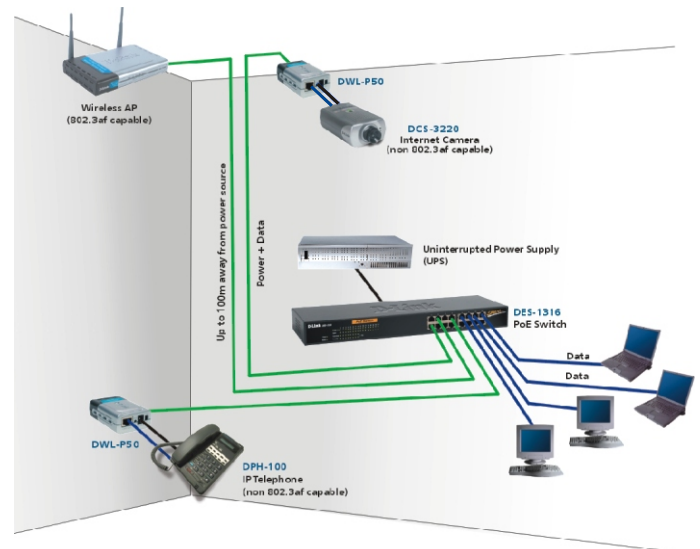 DWL-P50
Wireless AP
(802.3af capable)
DCS-3220
Internet Camera
(non 802.3af capable)
Up to 100m away from power source
Power + Data
Uninterrupted Power Supply
(UPS)
D-Link
D-Link
DES-1316
PoE Switch
Data
Data
DWL-P50
DPH-100
IP Telephone
(non 802.3af capable)